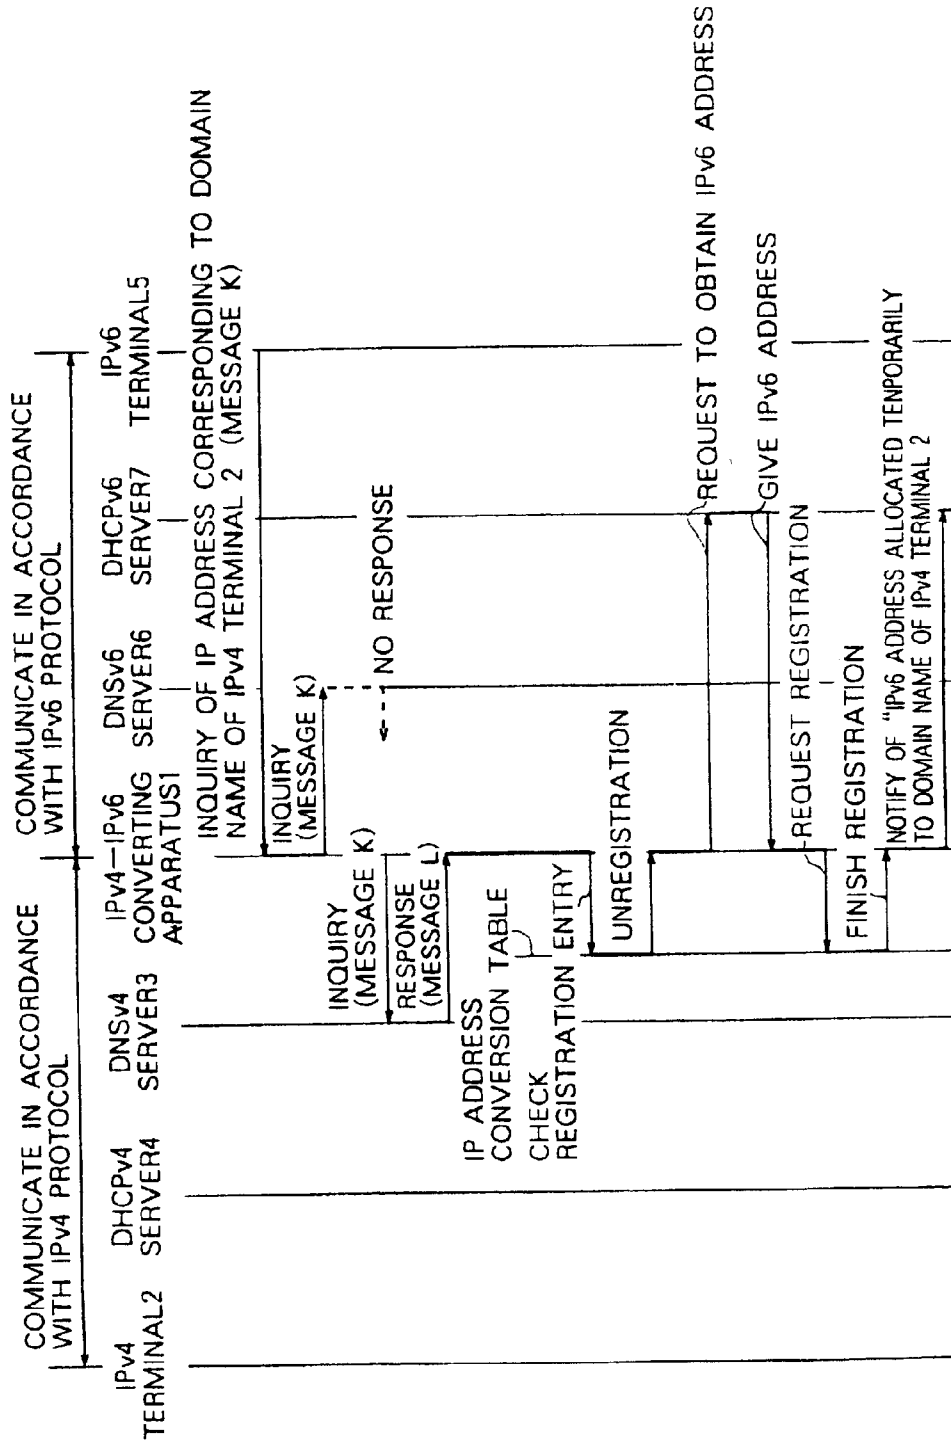 COMMUNICATE IN ACCORDANCE
WITH IPv4 PROTOCOL
COMMUNICATE IN ACCORDANCE
WITH IPv6 PROTOCOL
IPv4
TERMINAL2
DHCPv4
SERVER4
DNSv4
SERVER3
IPv4-IPv6
CONVERTING
APPARATUS1
DNSv6
SERVER6
DHCPv6
SERVER7
IPv6
TERMINAL5
INQUIRY OF IP ADDRESS CORRESPONDING TO DOMAIN
NAME OF IPv4 TERMINAL 2 (MESSAGE K)
INQUIRY
(MESSAGE K)
NO RESPONSE
INQUIRY
(MESSAGE K)
RESPONSE
(MESSAGE L)
IP ADDRESS
CONVERSION TABLE
CHECK
REGISTRATION ENTRY
UNREGISTRATION
REQUEST TO OBTAIN IPv6 ADDRESS
GIVE IPv6 ADDRESS
REQUEST REGISTRATION
FINISH REGISTRATION
NOTIFY OF "IPv6 ADDRESS ALLOCATED TENPORARILY
TO DOMAIN NAME OF IPv4 TERMINAL 2